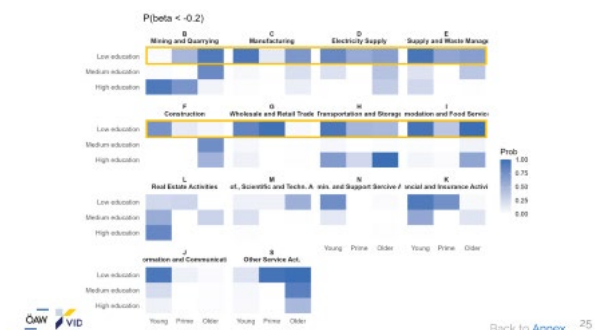 P(beta < -0.2)
B C D E
Mining and Quarrying Manufacturing Electricity Supply Supply and Waste Manage
Low education
Medium education
High education
F G H I
Construction Wholesale and Retail Trade Transportation and Storage modation and Food Service
Low education
Medium education
High education
Prob
1.00
0.75
0.50
0.25
0.00
L M N K
Real Estate Activities of., Scientific and Techn. A min. and Support Sercive A ancial and Insurance Activi
Low education
Medium education
High education
Young Prime Older Young Prime Older
J
ormation and Communicati Other Service Act.
Low education
Medium education
High education
Young Prime Older Young Prime Older
ÖAW VID
Back to Annex 25